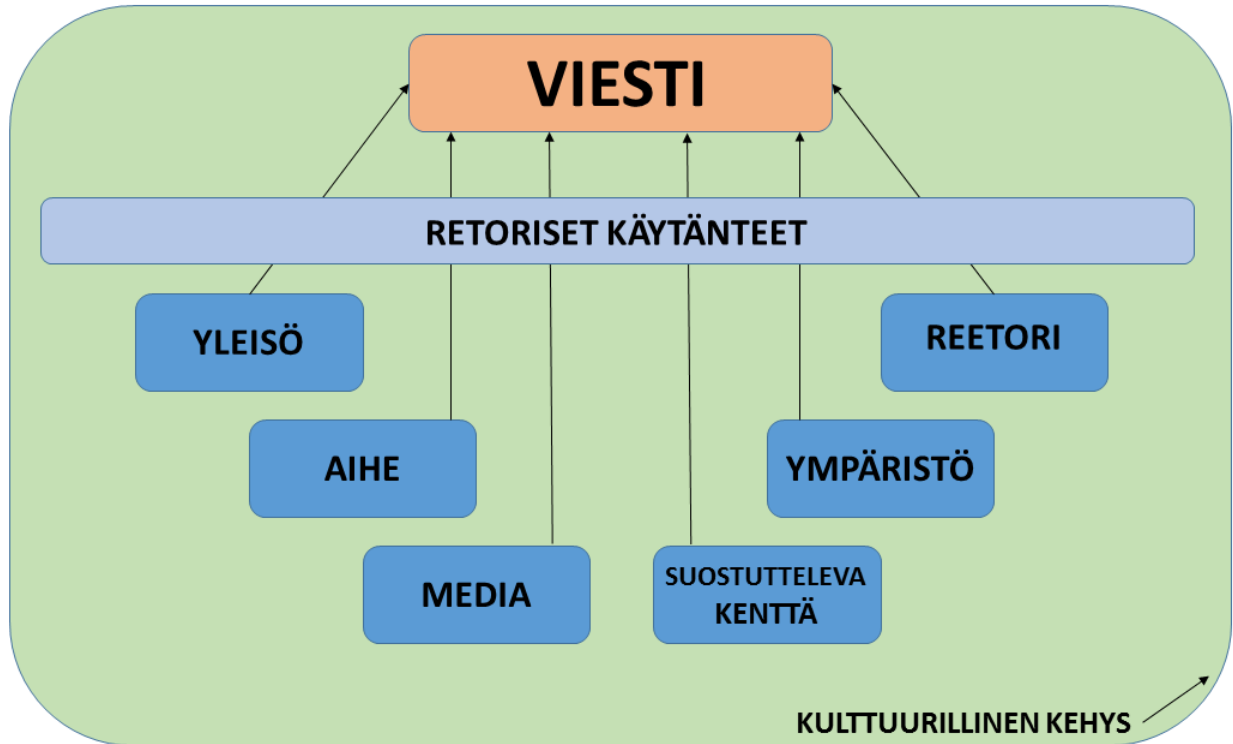 VIESTI
RETORISET KÄYTÄNTEET
YLEISÖ
REETORI
AIHE
YMPÄRISTÖ
MEDIA
SUOSTUTTELEVA
KENTTÄ
KULTTUURILLINEN KEHYS